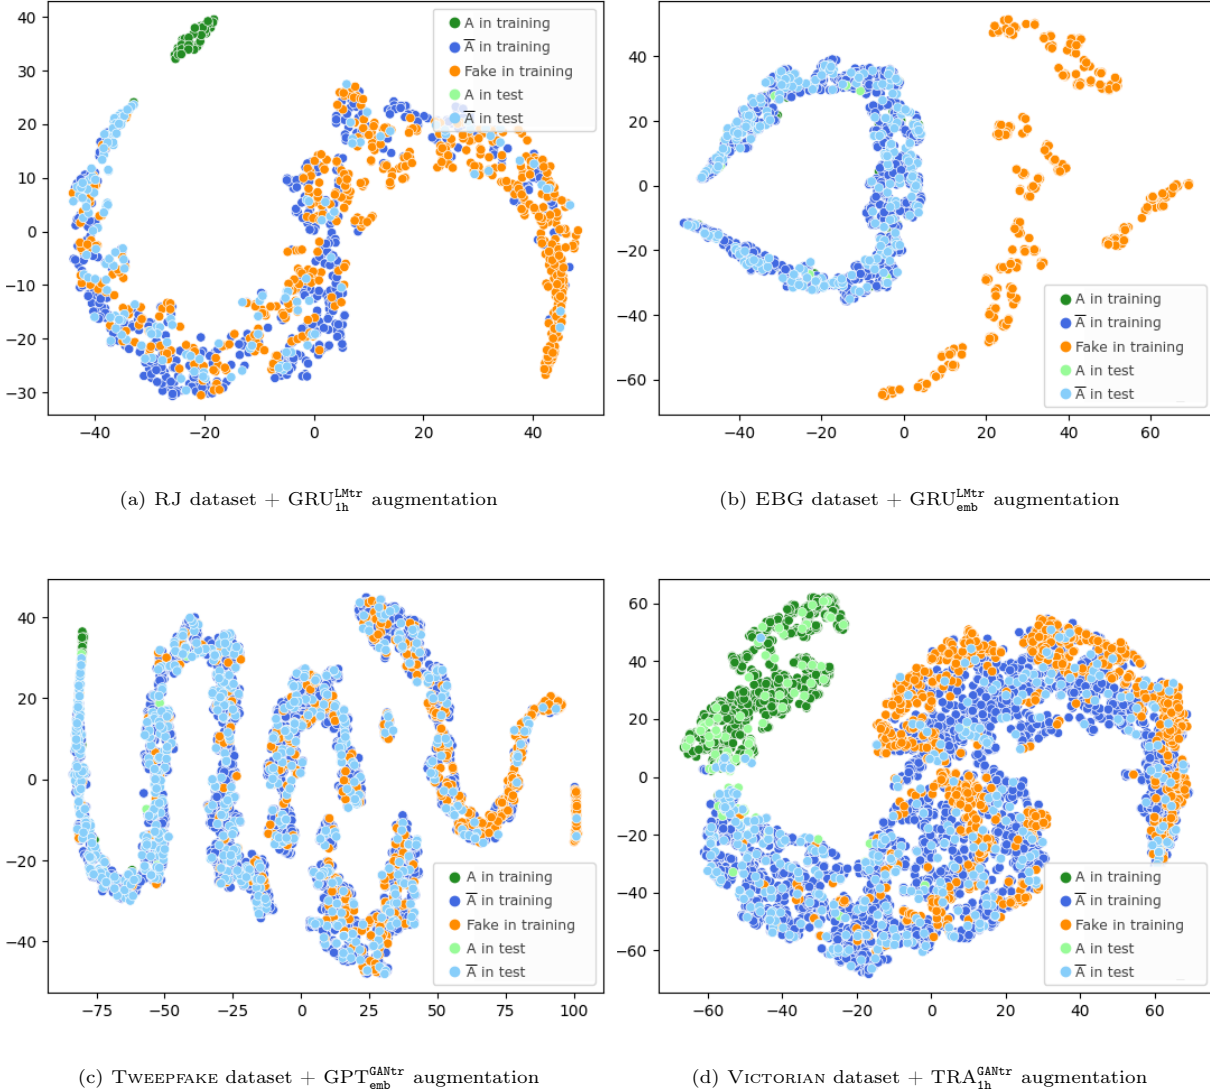 40
30
20
10
0
−10
−20
−30
−40 −20 0 20 40
A in training
A̅ in training
Fake in training
A in test
A̅ in test
(a) RJ dataset + GRU^LMtr_1h augmentation
40
20
0
−20
−40
−60
−40 −20 0 20 40 60
A in training
A̅ in training
Fake in training
A in test
A̅ in test
(b) EBG dataset + GRU^LMtr_emb augmentation
40
20
0
−20
−40
−75 −50 −25 0 25 50 75 100
A in training
A̅ in training
Fake in training
A in test
A̅ in test
(c) TWEEPFAKE dataset + GPT^GANtr_emb augmentation
60
40
20
0
−20
−40
−60
−60 −40 −20 0 20 40 60
A in training
A̅ in training
Fake in training
A in test
A̅ in test
(d) VICTORIAN dataset + TRA^GANtr_1h augmentation